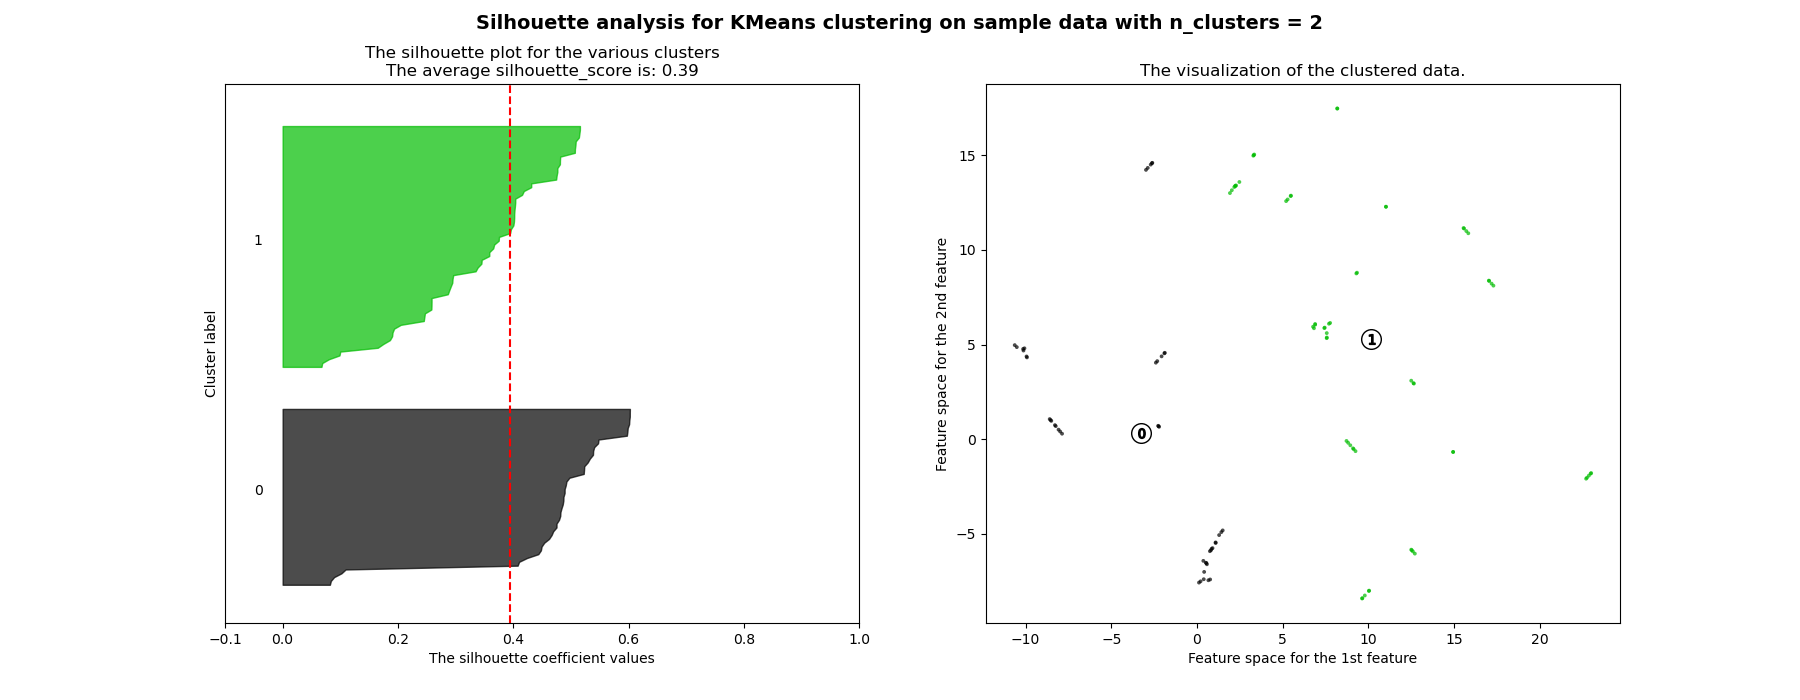 Silhouette analysis for KMeans clustering on sample data with n_clusters = 2
The silhouette plot for the various clusters
The average silhouette_score is: 0.39
Cluster label
1
0
−0.1 0.0 0.2 0.4 0.6 0.8 1.0
The silhouette coefficient values
The visualization of the clustered data.
Feature space for the 2nd feature
15
10
5
0
−5
1
0
−10 −5 0 5 10 15 20
Feature space for the 1st feature